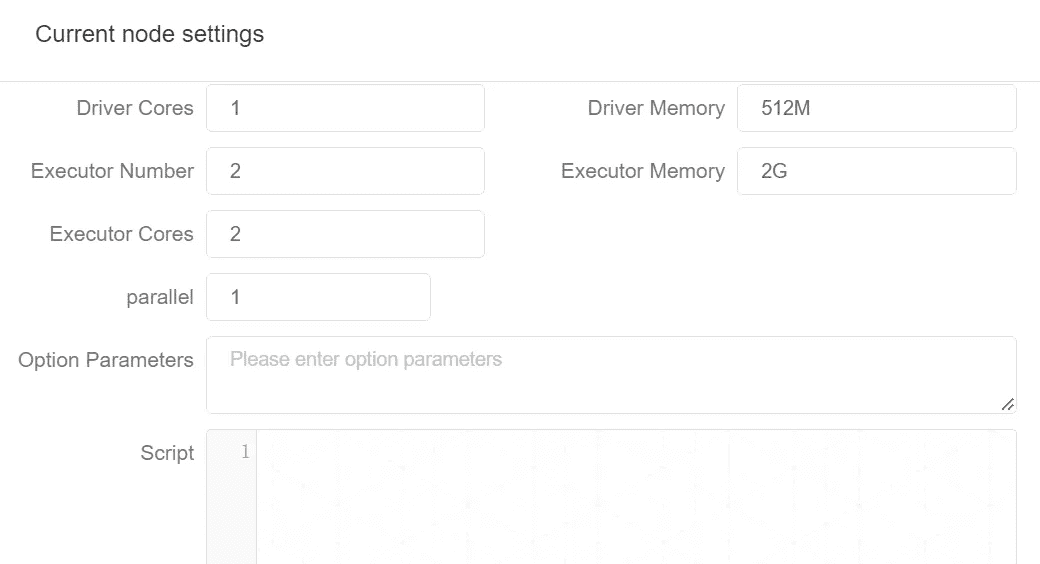 Current node settings
Driver Cores 1 Driver Memory 512M
Executor Number 2 Executor Memory 2G
Executor Cores 2
parallel 1
Option Parameters Please enter option parameters
Script 1